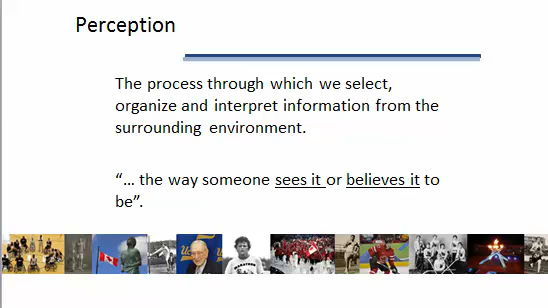 Perception
The process through which we select,
organize and interpret information from the
surrounding environment.
“… the way someone sees it or believes it to
be”.